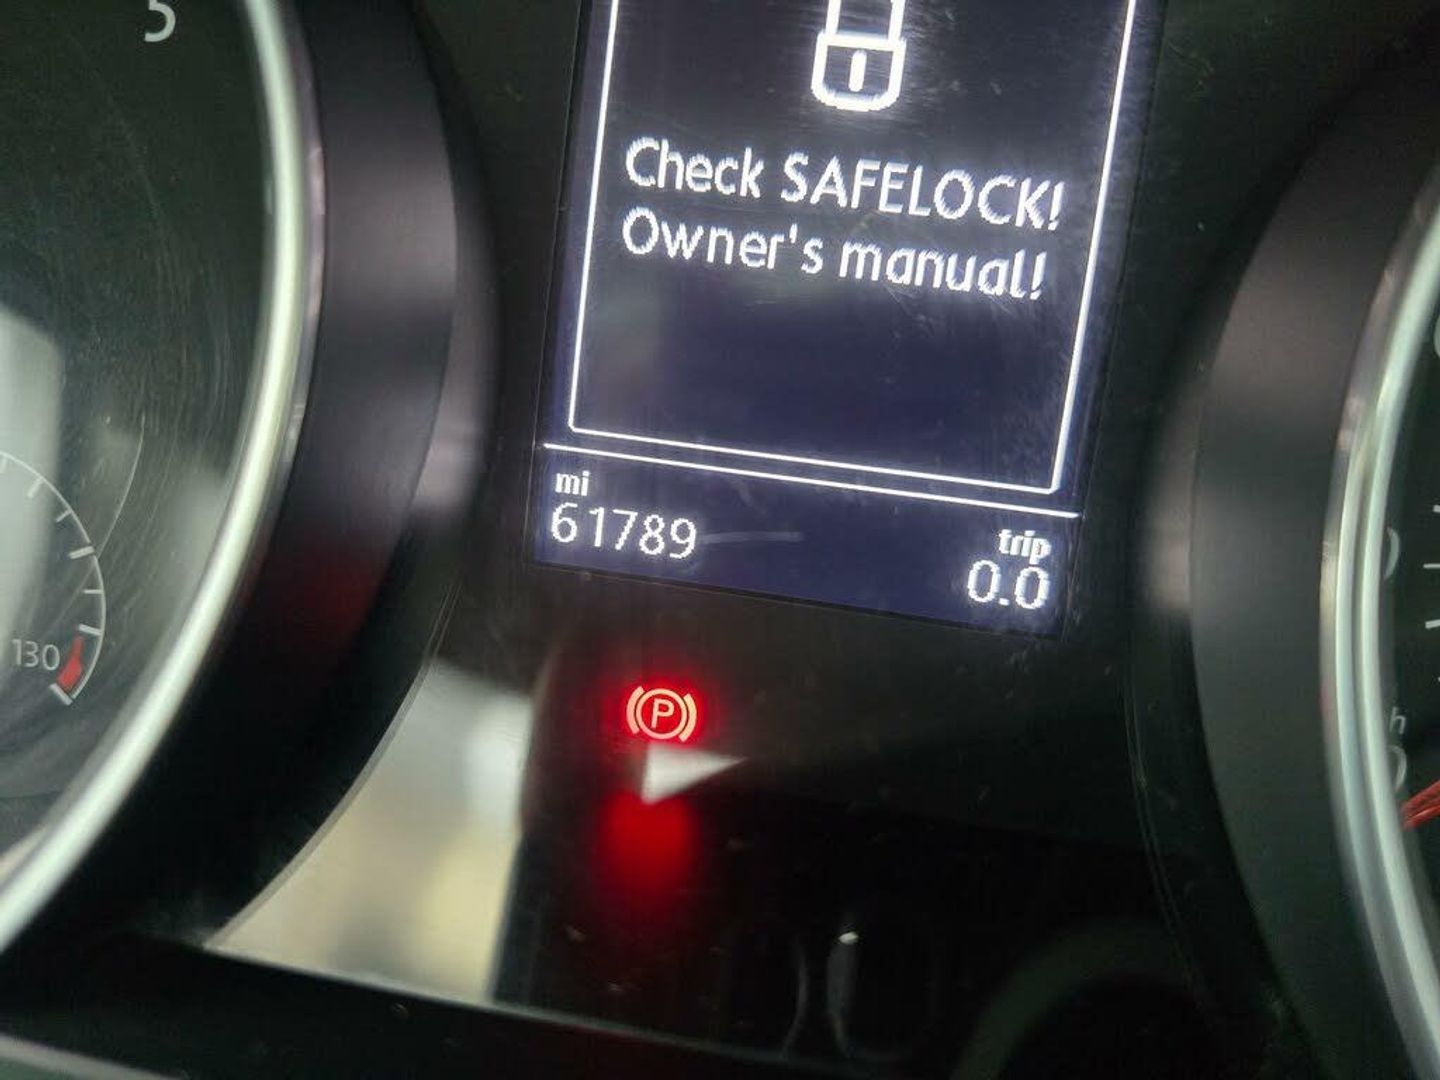 5
Check SAFELOCK!
Owner's manual!
mi
61789
trip
0.0
130
P
h